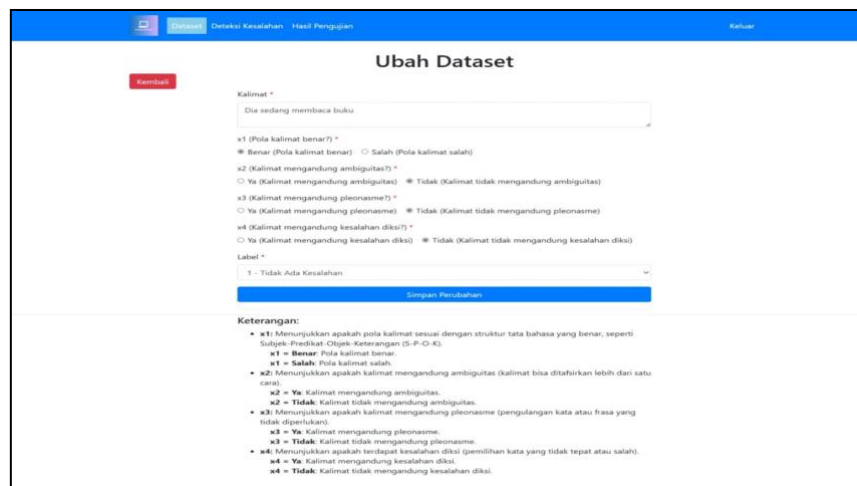 Dataset Deteksi Kesalahan Hasil Pengujian Keluar
Ubah Dataset
Kembali
Kalimat *
Dia sedang membaca buku
x1 (Pola kalimat benar?) *
Benar (Pola kalimat benar) Salah (Pola kalimat salah)
x2 (Kalimat mengandung ambiguitas?) *
Ya (Kalimat mengandung ambiguitas) Tidak (Kalimat tidak mengandung ambiguitas)
x3 (Kalimat mengandung pleonasme?) *
Ya (Kalimat mengandung pleonasme) Tidak (Kalimat tidak mengandung pleonasme)
x4 (Kalimat mengandung kesalahan diksi?) *
Ya (Kalimat mengandung kesalahan diksi) Tidak (Kalimat tidak mengandung kesalahan diksi)
Label *
1 - Tidak Ada Kesalahan
Simpan Perubahan
Keterangan:
• x1: Menunjukkan apakah pola kalimat sesuai dengan struktur tata bahasa yang benar, seperti
Subjek-Predikat-Objek-Keterangan (S-P-O-K).
x1 = Benar: Pola kalimat benar.
x1 = Salah: Pola kalimat salah.
• x2: Menunjukkan apakah kalimat mengandung ambiguitas (kalimat bisa ditafsirkan lebih dari satu
cara).
x2 = Ya: Kalimat mengandung ambiguitas.
x2 = Tidak: Kalimat tidak mengandung ambiguitas.
• x3: Menunjukkan apakah kalimat mengandung pleonasme (pengulangan kata atau frasa yang
tidak diperlukan).
x3 = Ya: Kalimat mengandung pleonasme.
x3 = Tidak: Kalimat tidak mengandung pleonasme.
• x4: Menunjukkan apakah terdapat kesalahan diksi (pemilihan kata yang tidak tepat atau salah).
x4 = Ya: Kalimat mengandung kesalahan diksi.
x4 = Tidak: Kalimat tidak mengandung kesalahan diksi.